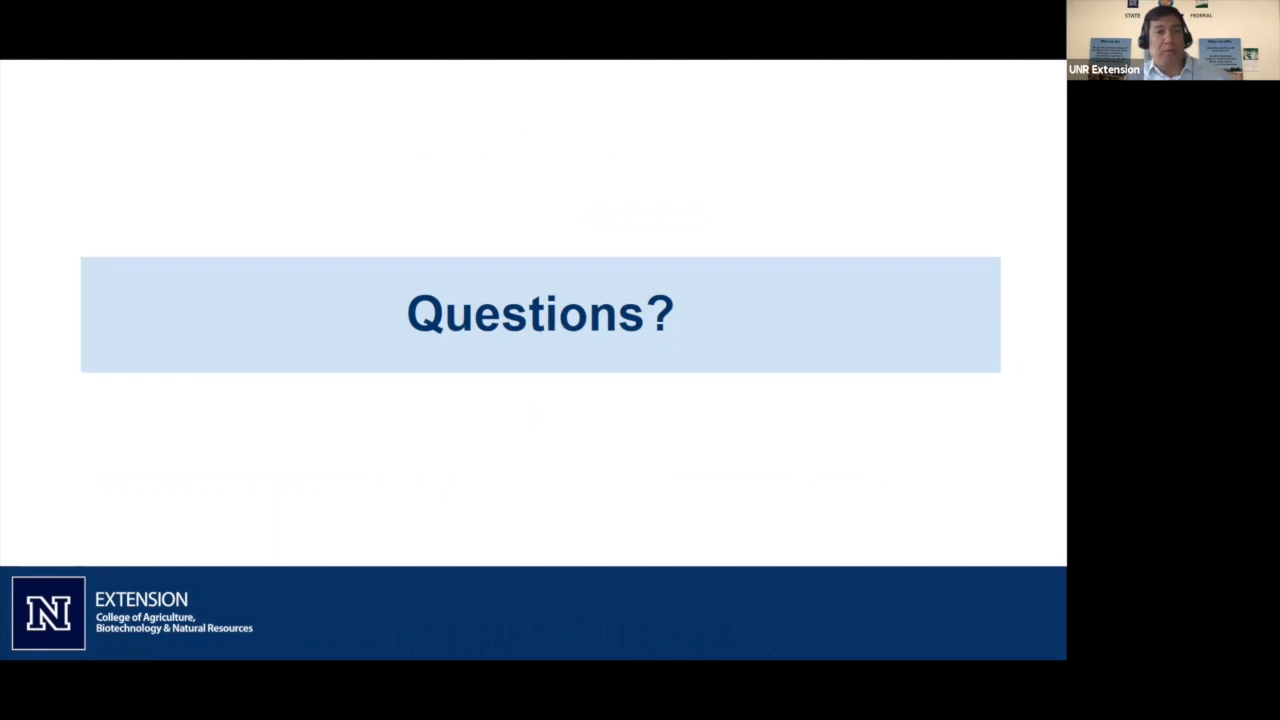 STATE
FEDERAL
UNR Extension
Questions?
N
EXTENSION
College of Agriculture,
Biotechnology & Natural Resources